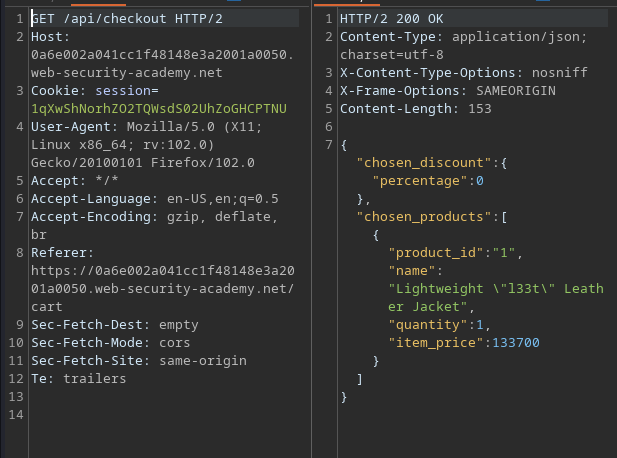 1 GET /api/checkout HTTP/2
2 Host:
0a6e002a041cc1f48148e3a2001a0050.
web-security-academy.net
3 Cookie: session=
1qXwShNorhZO2TQWsdS02UhZoGHCPTNU
4 User-Agent: Mozilla/5.0 (X11;
Linux x86_64; rv:102.0)
Gecko/20100101 Firefox/102.0
5 Accept: */*
6 Accept-Language: en-US,en;q=0.5
7 Accept-Encoding: gzip, deflate,
br
8 Referer:
https://0a6e002a041cc1f48148e3a20
01a0050.web-security-academy.net/
cart
9 Sec-Fetch-Dest: empty
10 Sec-Fetch-Mode: cors
11 Sec-Fetch-Site: same-origin
12 Te: trailers
13
14
1 HTTP/2 200 OK
2 Content-Type: application/json;
charset=utf-8
3 X-Content-Type-Options: nosniff
4 X-Frame-Options: SAMEORIGIN
5 Content-Length: 153
6
7 {
"chosen_discount":{
"percentage":0
},
"chosen_products":[
{
"product_id":"1",
"name":
"Lightweight \"l33t\" Leath
er Jacket",
"quantity":1,
"item_price":133700
}
]
}